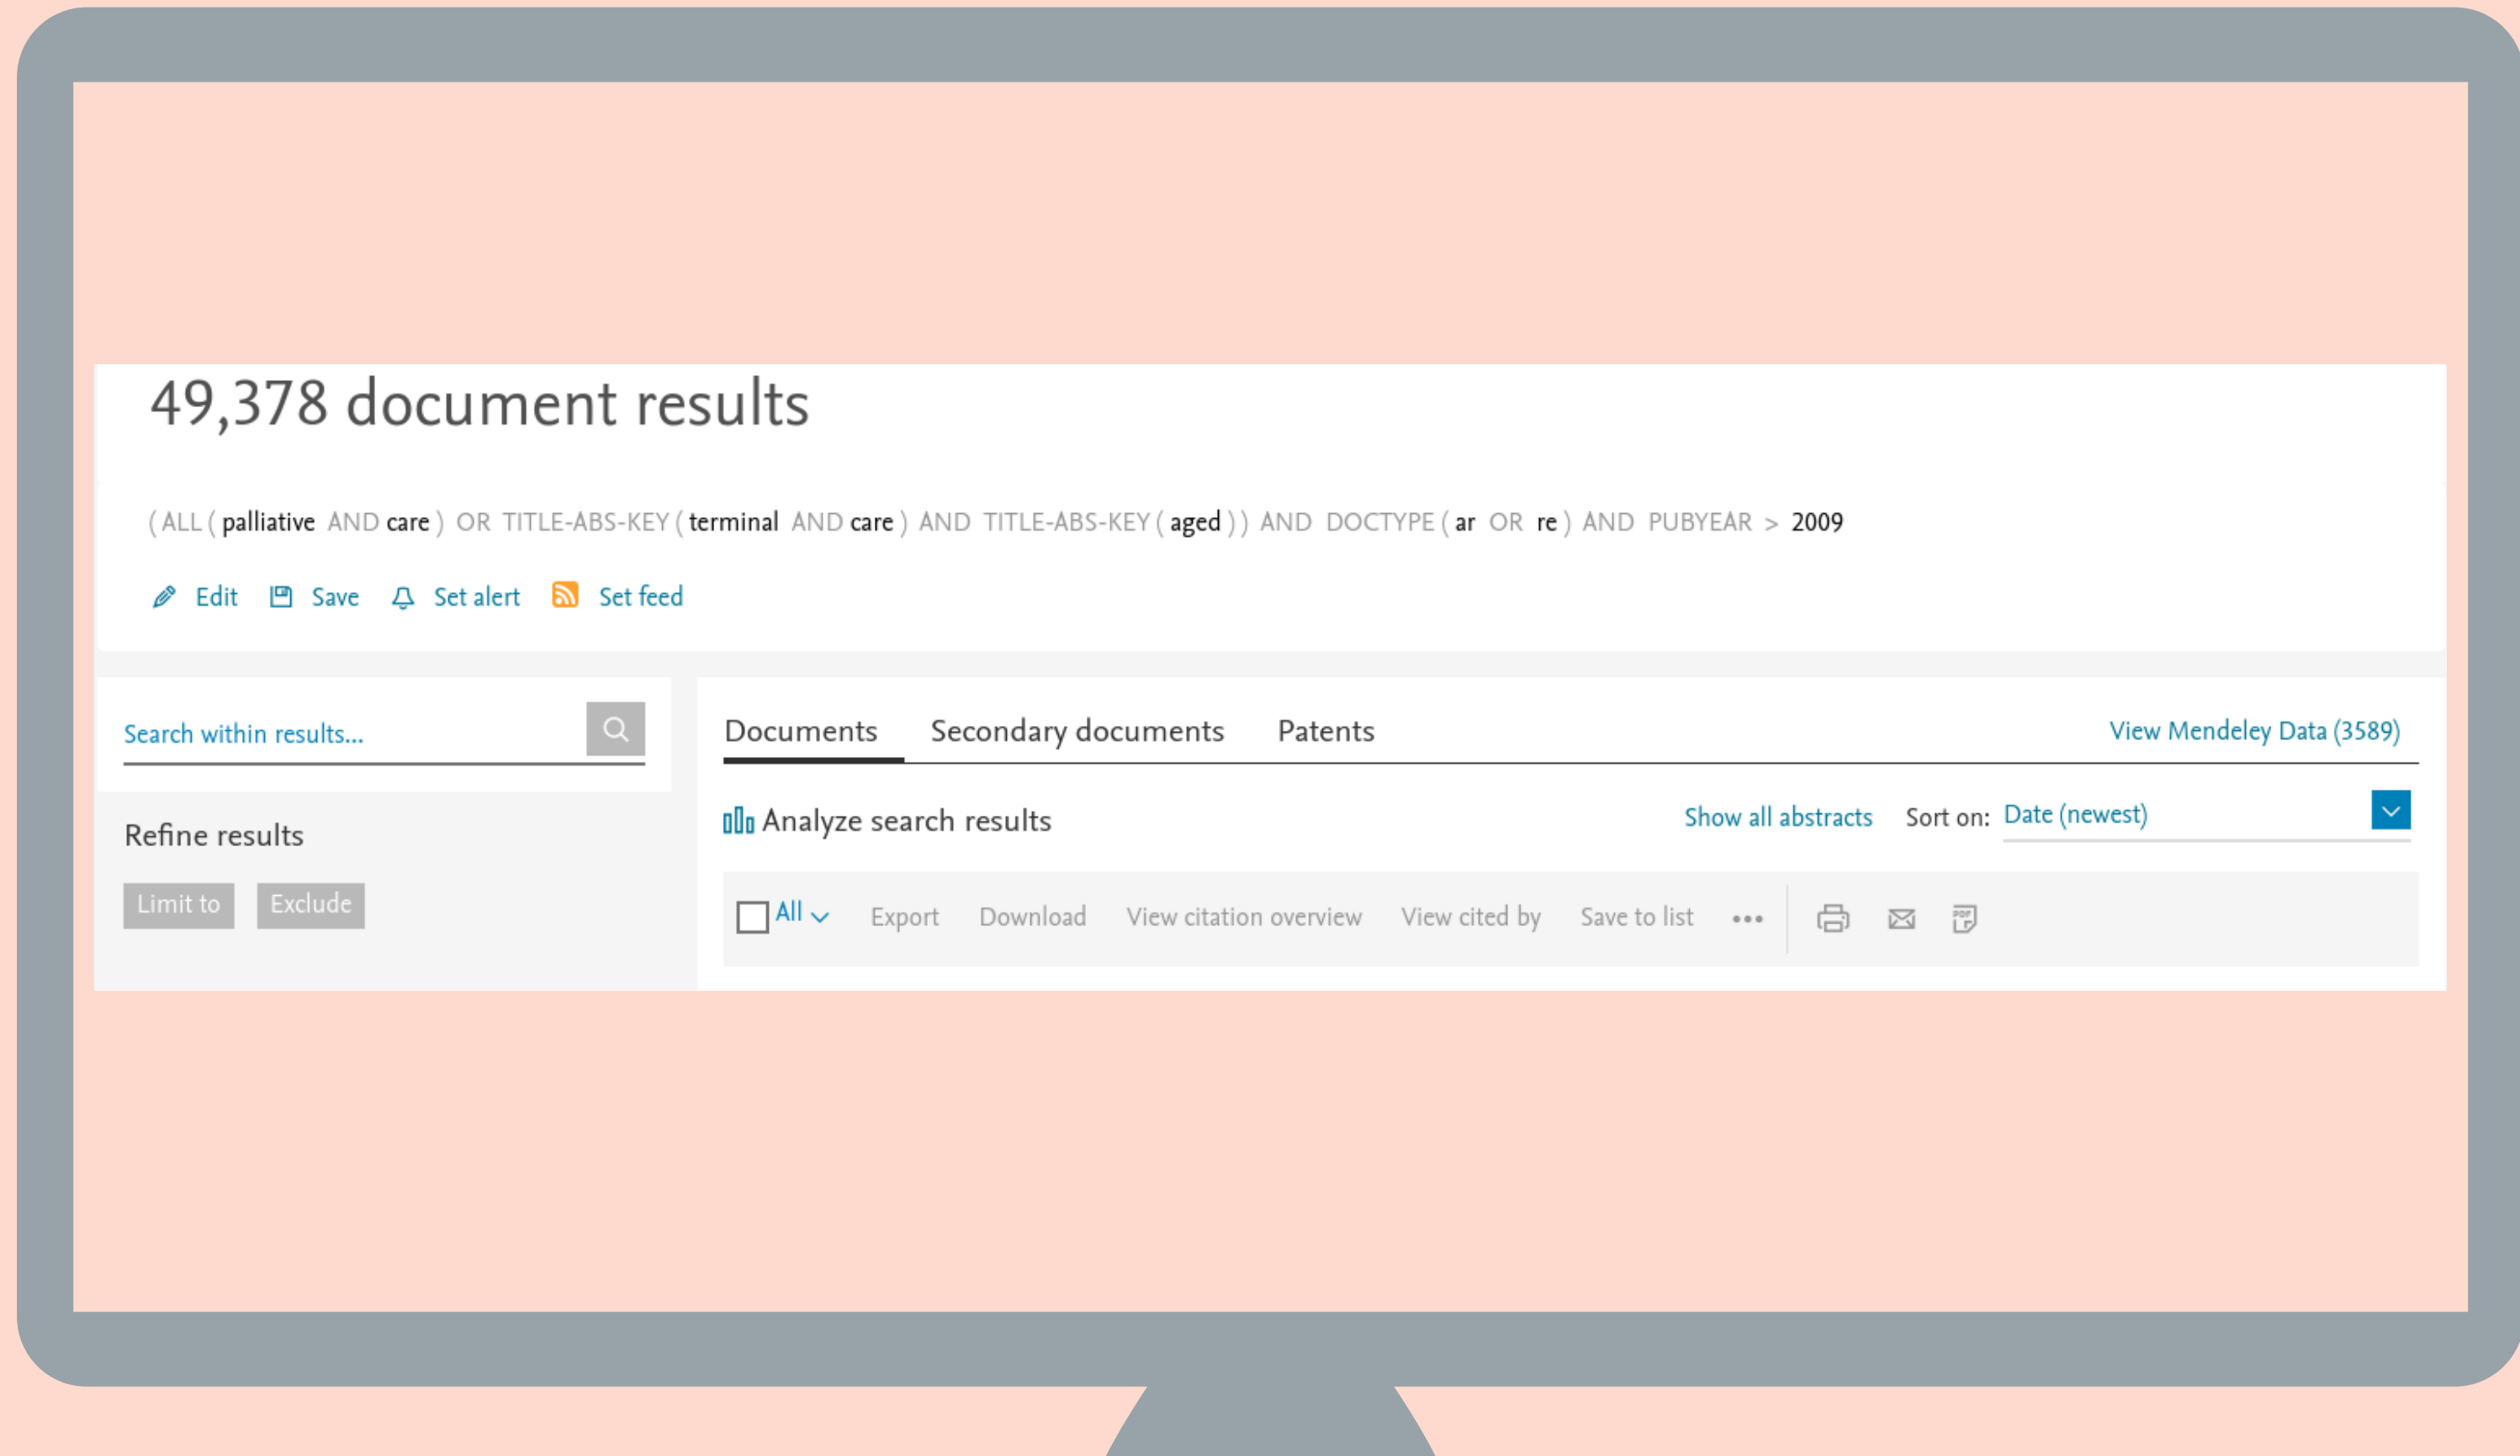 49,378 document results
( ALL ( palliative AND care ) OR TITLE-ABS-KEY ( terminal AND care ) AND TITLE-ABS-KEY ( aged ) ) AND DOCTYPE ( ar OR re ) AND PUBYEAR > 2009
Edit Save Set alert Set feed
Search within results...
Refine results
Limit to Exclude
Documents Secondary documents Patents View Mendeley Data (3589)
Analyze search results Show all abstracts Sort on: Date (newest)
All Export Download View citation overview View cited by Save to list ••• PDF